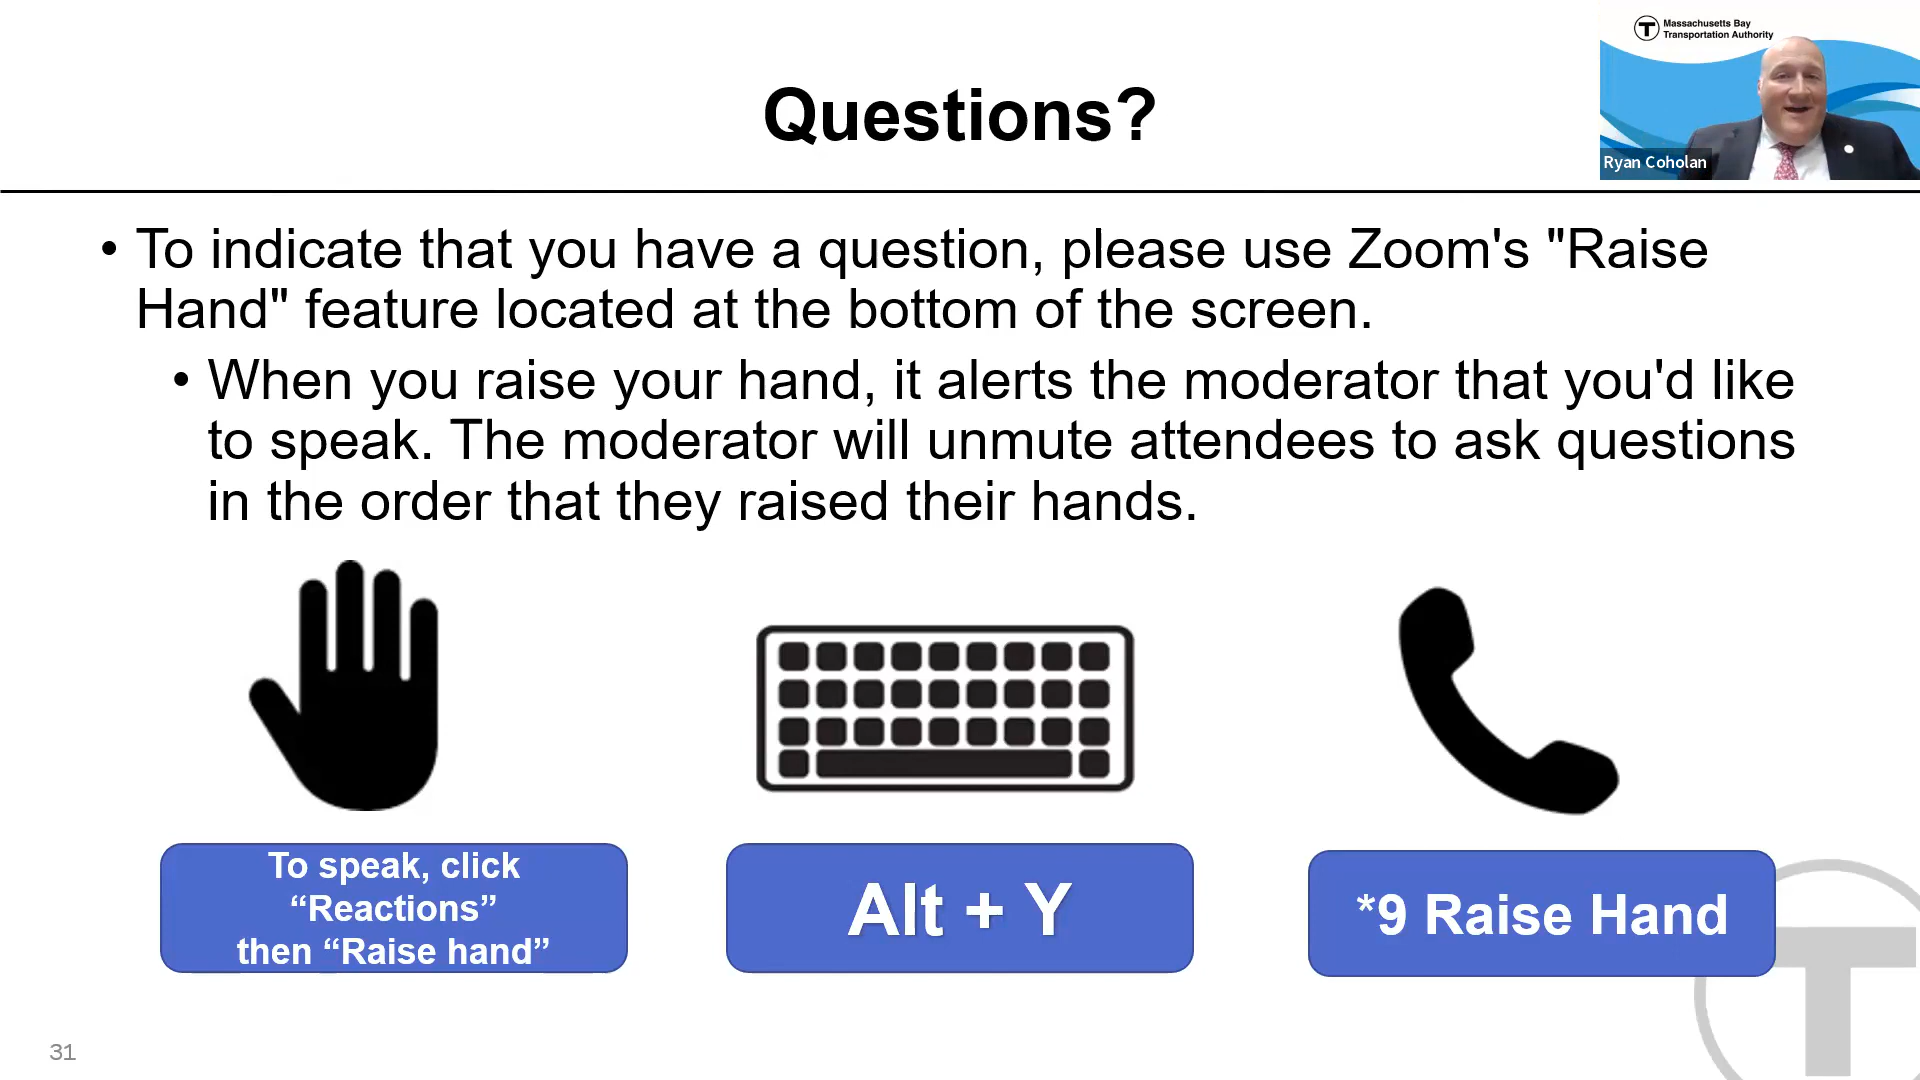 Massachusetts Bay
Transportation Authority
Questions?
Ryan Coholan
• To indicate that you have a question, please use Zoom's "Raise
Hand" feature located at the bottom of the screen.
• When you raise your hand, it alerts the moderator that you'd like
to speak. The moderator will unmute attendees to ask questions
in the order that they raised their hands.
To speak, click
“Reactions”
then “Raise hand”
Alt + Y
*9 Raise Hand
T
31